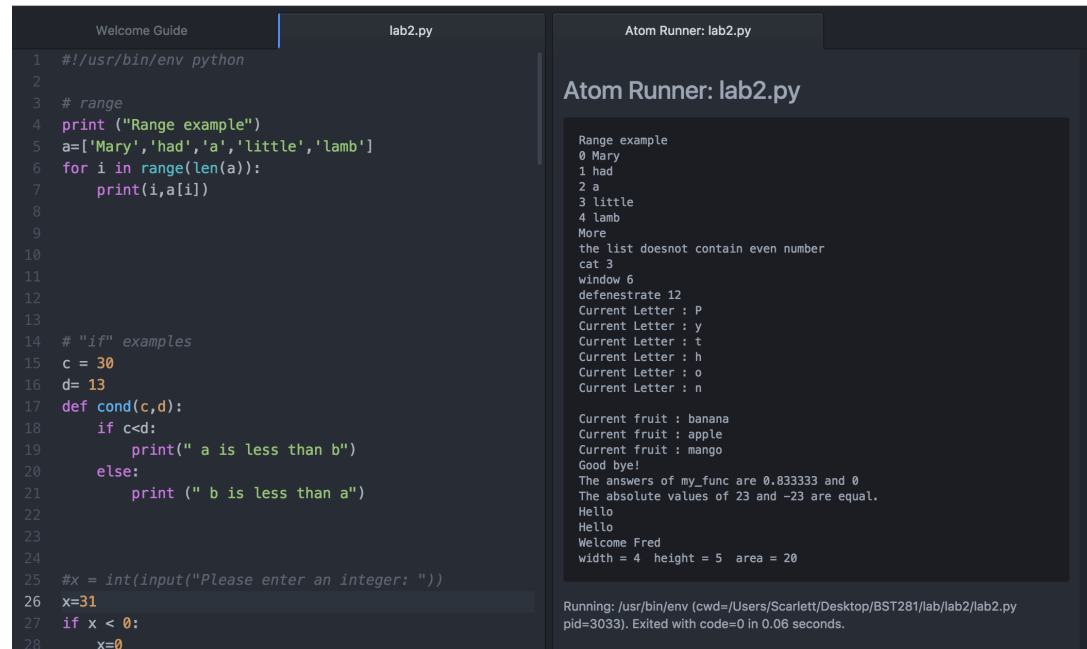 Welcome Guide
lab2.py
1 #!/usr/bin/env python
2
3 # range
4 print ("Range example")
5 a=['Mary','had','a','little','lamb']
6 for i in range(len(a)):
7     print(i,a[i])
8
9
10
11
12
13
14 # "if" examples
15 c = 30
16 d= 13
17 def cond(c,d):
18     if c<d:
19         print(" a is less than b")
20     else:
21         print (" b is less than a")
22
23
24
25 #x = int(input("Please enter an integer: "))
26 x=31
27 if x < 0:
28     x=0
Atom Runner: lab2.py
Atom Runner: lab2.py
Range example
0 Mary
1 had
2 a
3 little
4 lamb
More
the list doesnot contain even number
cat 3
window 6
defenestrate 12
Current Letter : P
Current Letter : y
Current Letter : t
Current Letter : h
Current Letter : o
Current Letter : n
Current fruit : banana
Current fruit : apple
Current fruit : mango
Good bye!
The answers of my_func are 0.833333 and 0
The absolute values of 23 and -23 are equal.
Hello
Hello
Welcome Fred
width = 4  height = 5  area = 20
Running: /usr/bin/env (cwd=/Users/Scarlett/Desktop/BST281/lab/lab2/lab2.py
pid=3033). Exited with code=0 in 0.06 seconds.